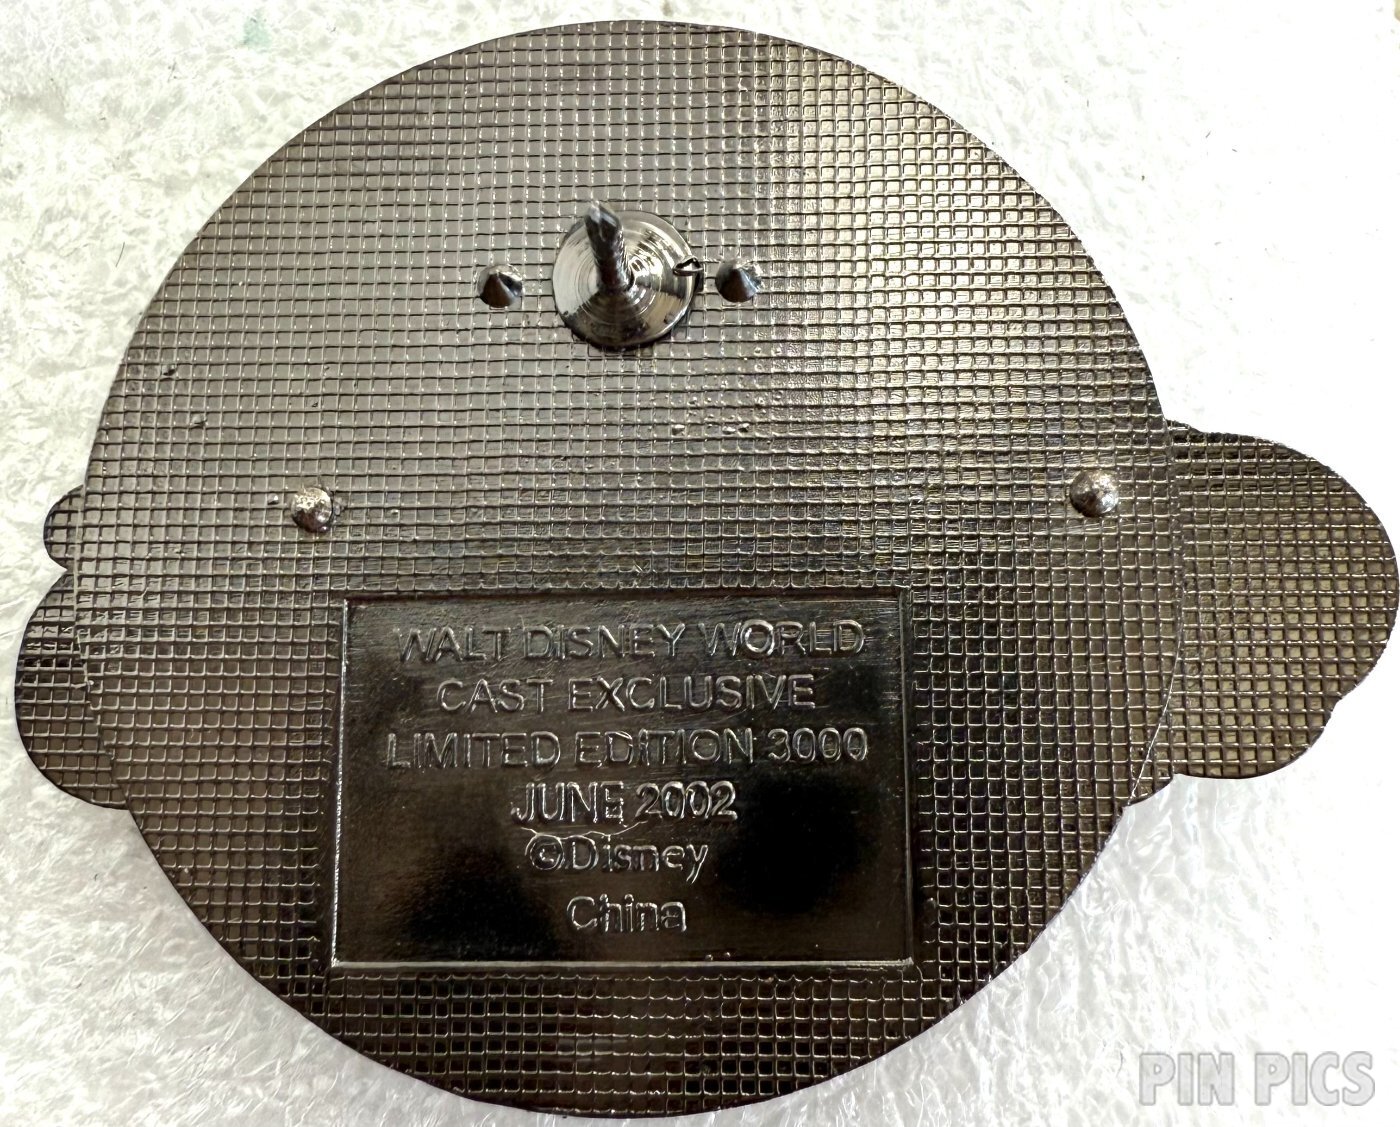 WALT DISNEY WORLD
CAST EXCLUSIVE
LIMITED EDITION 3000
JUNE 2002
©Disney
China
PIN PICS